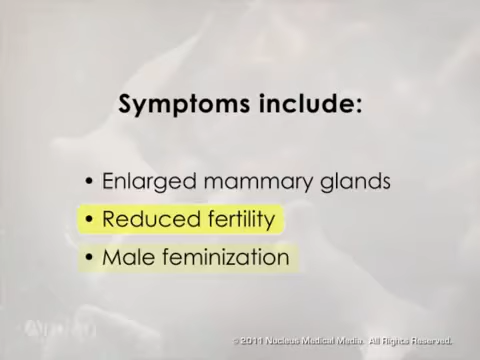 Symptoms include:
• Enlarged mammary glands
• Reduced fertility
• Male feminization
© 2011 Nucleus Medical Media. All Rights Reserved.